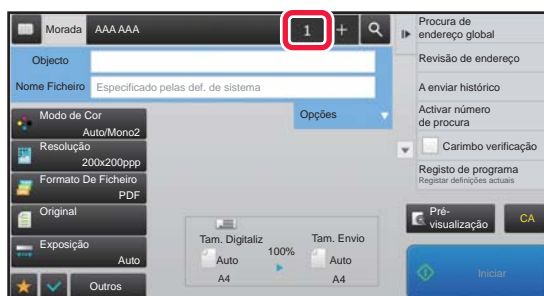 Morada AAA AAA 1 +
Objecto
Nome Ficheiro Especificado pelas def. de sistema
Opções
Modo de Cor
Auto/Mono2
Resolução
200x200ppp
Formato De Ficheiro
PDF
Original
Exposição
Auto
Outros
Tam. Digitaliz
Auto
A4
100%
Tam. Envio
Auto
A4
Procura de
endereço global
Revisão de endereço
A enviar histórico
Activar número
de procura
Carimbo verificação
Registo de programa
Registar definições actuais
Pré-
visualização
CA
Iniciar